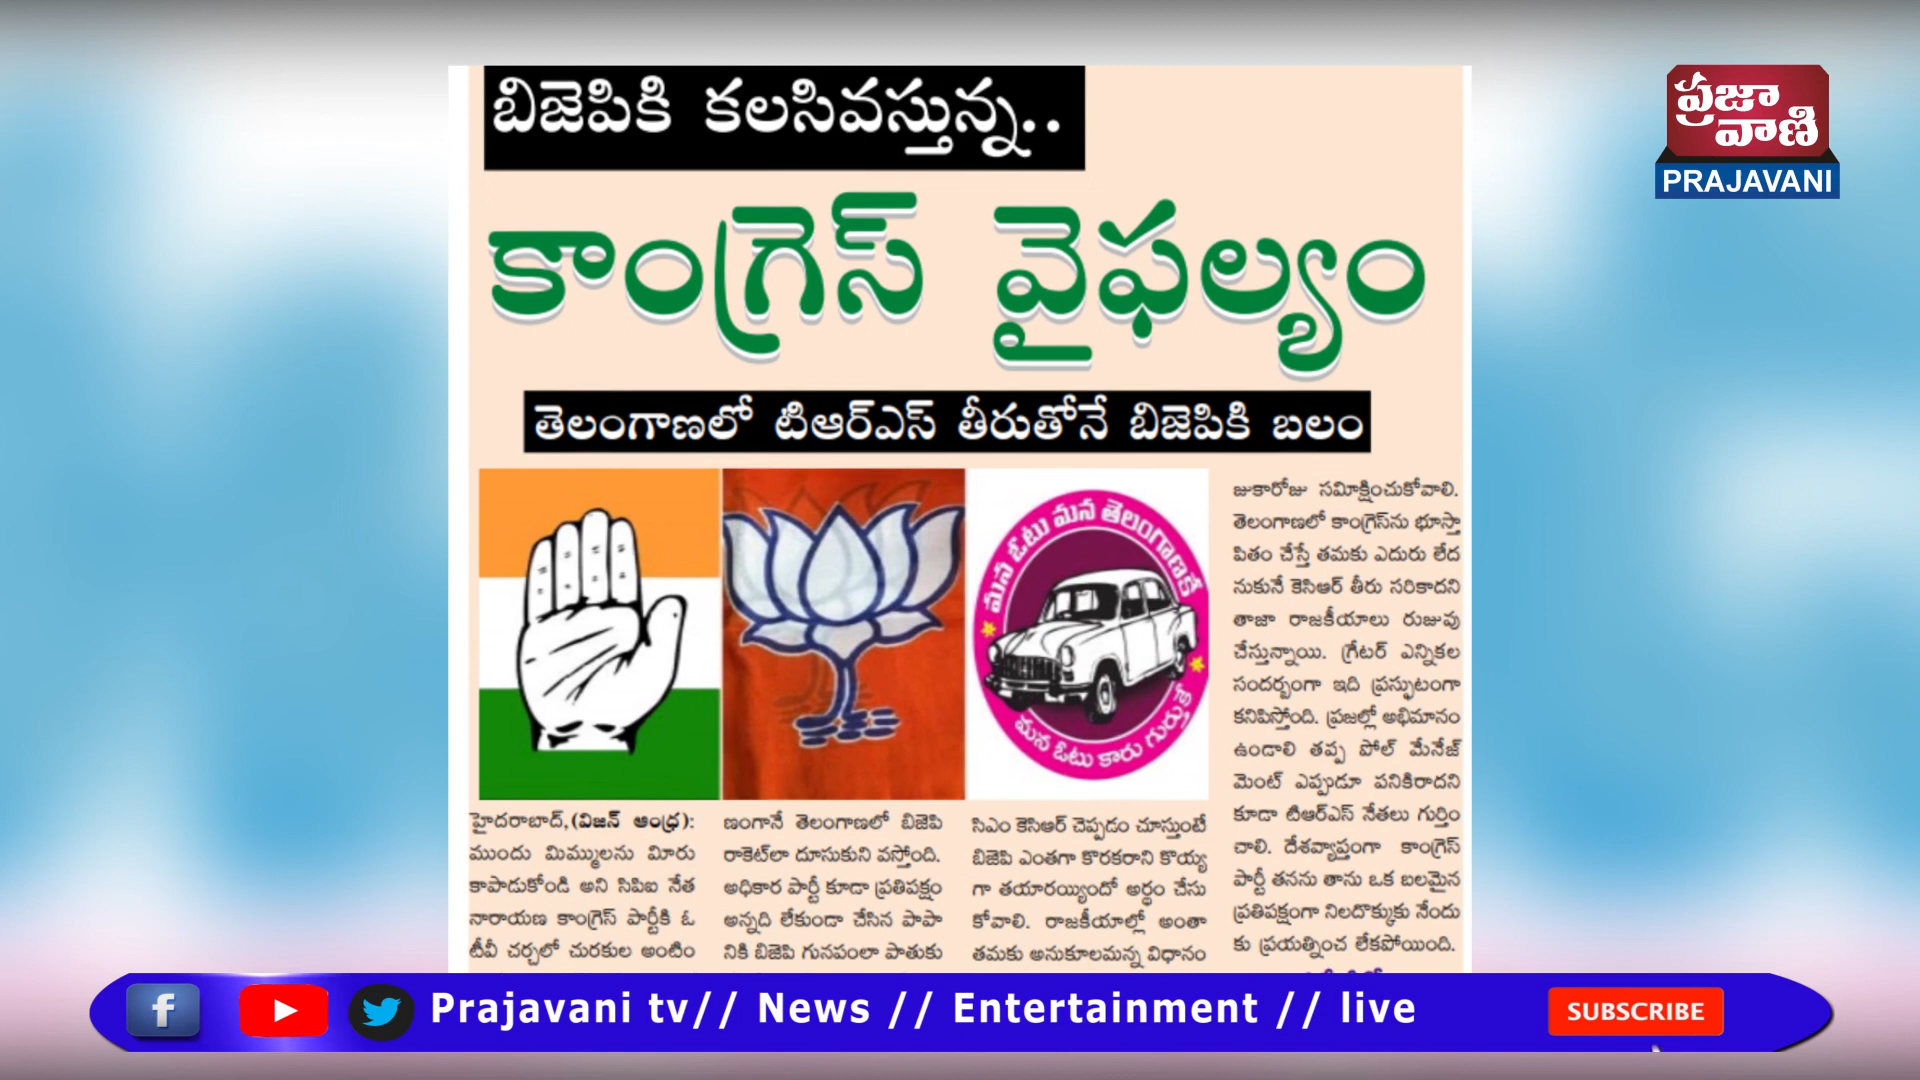 బిజెపికి కలసివస్తున్న..
ప్రజా
వాణి
PRAJAVANI
కాంగ్రెస్ వైఫల్యం
తెలంగాణలో టిఆర్ఎస్ తీరుతోనే బిజెపికి బలం
మన ఓటు మన తెలంగాణకే
మన ఓటు కారు గుర్తుకే
హైదరాబాద్,(విజన్ ఆంధ్ర):
ముందు మిమ్ములను మీరు
కాపాడుకోండి అని సిపిఐ నేత
నారాయణ కాంగ్రెస్ పార్టీకి ఓ
టీవీ చర్చలో చురకుల అంటిం
ణంగానే తెలంగాణలో బిజెపి
రాకెట్‌లా దూసుకుని వస్తోంది.
అధికార పార్టీ కూడా ప్రతిపక్షం
అన్నది లేకుండా చేసిన పాపా
నికి బిజెపి గునపంలా పాతుకు
సిఎం కెసిఆర్ చెప్పడం చూస్తుంటే
బిజెపి ఎంతగా కొరకరాని కొయ్య
గా తయారయ్యిందో అర్థం చేసు
కోవాలి. రాజకీయాల్లో అంతా
తమకు అనుకూలమన్న విధానం
జుకారోజు సమీక్షించుకోవాలి.
తెలంగాణలో కాంగ్రెస్‌ను భూస్తా
పితం చేస్తే తమకు ఎదురు లేద
నుకునే కెసిఆర్ తీరు సరికాదని
తాజా రాజకీయాలు రుజువు
చేస్తున్నాయి. గ్రేటర్ ఎన్నికల
సందర్భంగా ఇది ప్రస్ఫుటంగా
కనిపిస్తోంది. ప్రజల్లో అభిమానం
ఉండాలి తప్ప పోల్ మేనేజ్
మెంట్ ఎప్పుడూ పనికిరాదని
కూడా టిఆర్ఎస్ నేతలు గుర్తిం
చాలి. దేశవ్యాప్తంగా కాంగ్రెస్
పార్టీ తనను తాను ఒక బలమైన
ప్రతిపక్షంగా నిలదొక్కుకు నేందు
కు ప్రయత్నించ లేకపోయింది.
Prajavani tv// News // Entertainment // live
SUBSCRIBE